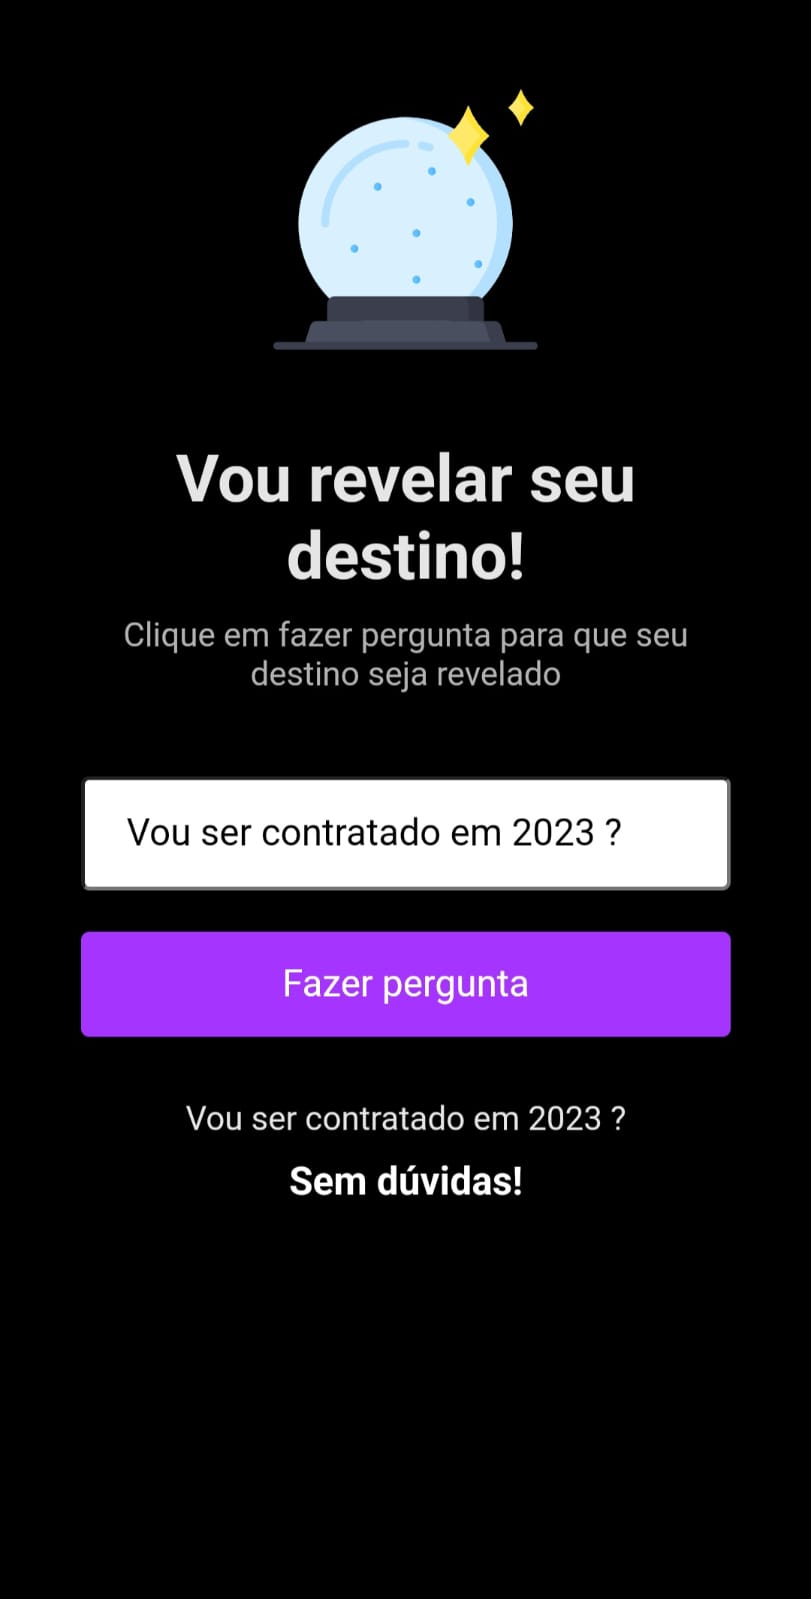 Vou revelar seu
destino!
Clique em fazer pergunta para que seu
destino seja revelado
Vou ser contratado em 2023 ?
Fazer pergunta
Vou ser contratado em 2023 ?
Sem dúvidas!